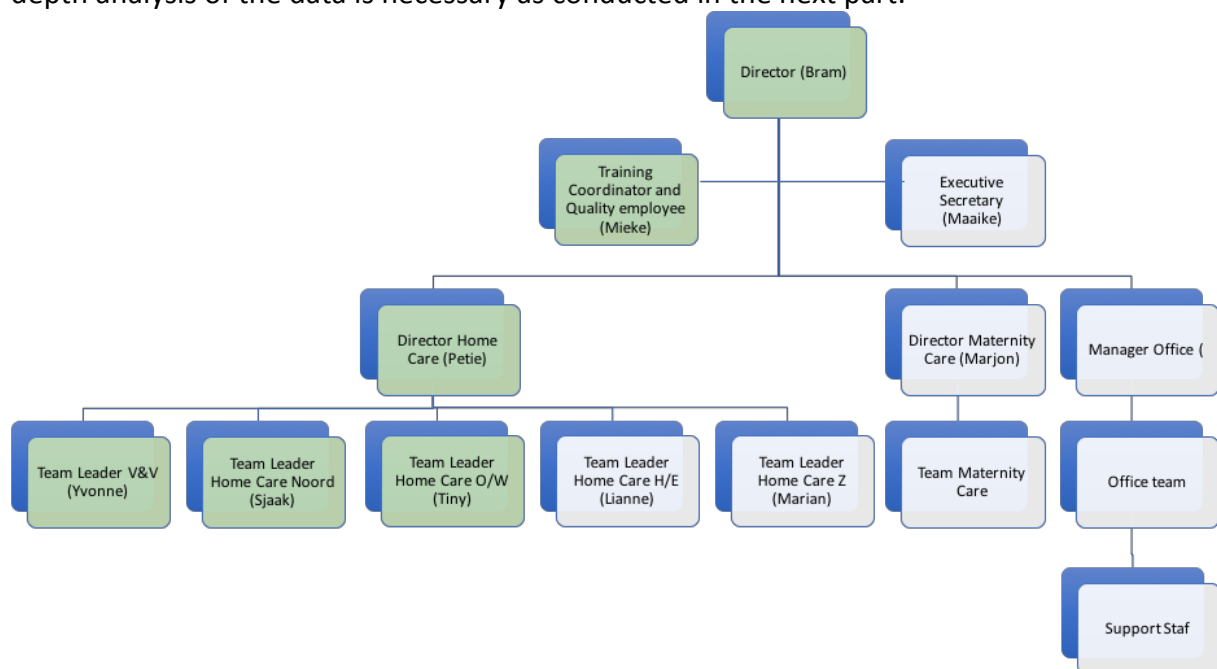 depth analysis of the data is necessary as conducted in the next part.
Director (Bram)
Training
Coordinator and
Quality employee
(Mieke)
Executive
Secretary
(Maaike)
Director Home
Care (Petie)
Director Maternity
Care (Marjon)
Manager Office (
Team Leader V&V
(Yvonne)
Team Leader
Home Care Noord
(Sjaak)
Team Leader
Home Care O/W
(Tiny)
Team Leader
Home Care H/E
(Lianne)
Team Leader
Home Care Z
(Marian)
Team Maternity
Care
Office team
Support Staf